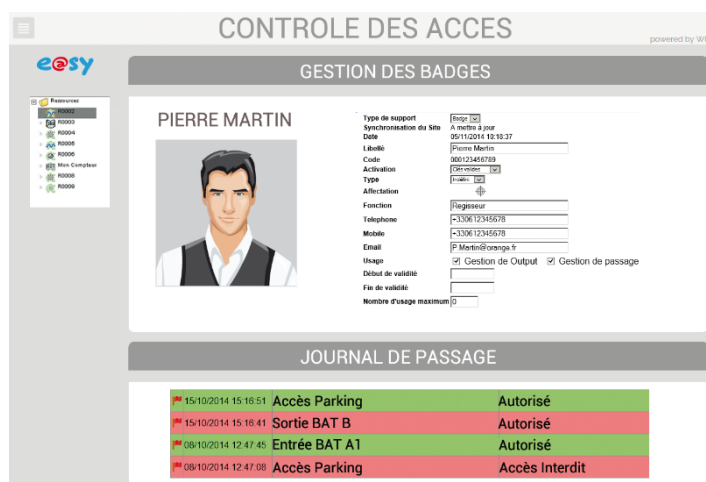 CONTROLE DES ACCES
powered by
e@sy
GESTION DES BADGES
Ressources
R0002
R0003
R0004
R0005
R0006
Mon Compteur
R0008
R0009
PIERRE MARTIN
Type de support Badge
Synchronisation du Site A mettre à jour
Date 05/11/2014 10:18:37
Libellé Pierre Martin
Code 000123456789
Activation Clés valides
Type
Affectation
Fonction Regisseur
Telephone +330612345678
Mobile +330612345678
Email P.Martin@orange.fr
Usage Gestion de Output Gestion de passage
Début de validité
Fin de validité
Nombre d'usage maximum 0
JOURNAL DE PASSAGE
15/10/2014 15:16:51 Accès Parking Autorisé
15/10/2014 15:16:41 Sortie BAT B Autorisé
08/10/2014 12:47:45 Entrée BAT A1 Autorisé
08/10/2014 12:47:08 Accès Parking Accès Interdit